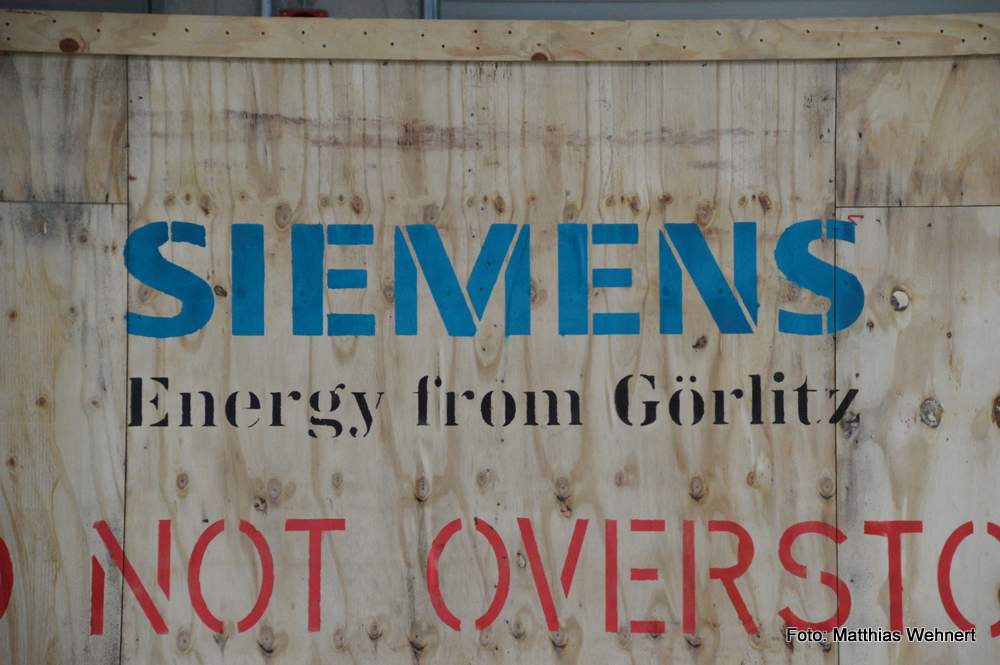 SIEMENS
Energy from Görlitz
NOT OVERSTO
Foto: Matthias Wehnert